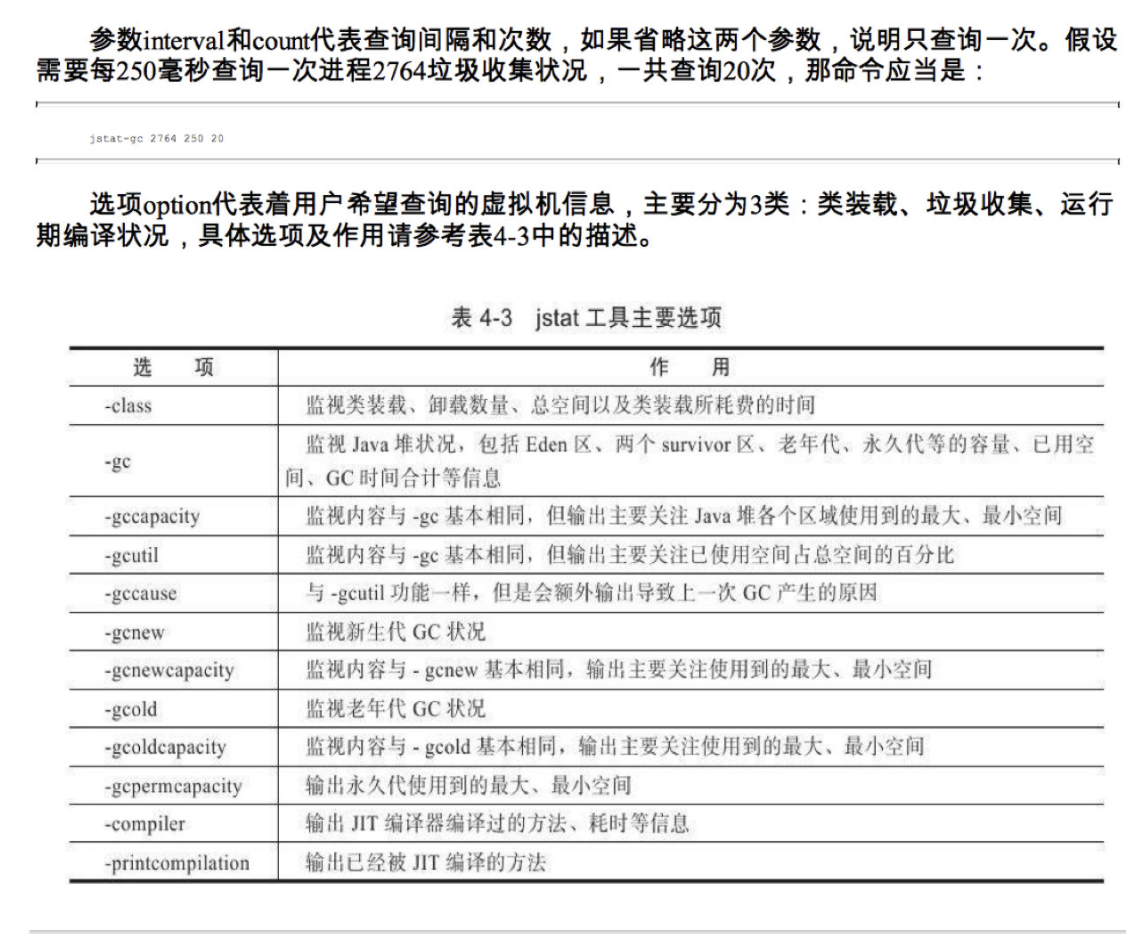 参数interval和count代表查询间隔和次数，如果省略这两个参数，说明只查询一次。假设
需要每250毫秒查询一次进程2764垃圾收集状况，一共查询20次，那命令应当是：
jstat-gc 2764 250 20
选项option代表着用户希望查询的虚拟机信息，主要分为3类：类装载、垃圾收集、运行
期编译状况，具体选项及作用请参考表4-3中的描述。
表 4-3 jstat 工具主要选项
选 项 作 用
-class 监视类装载、卸载数量、总空间以及类装载所耗费的时间
-gc 监视 Java 堆状况，包括 Eden 区、两个 survivor 区、老年代、永久代等的容量、已用空
间、GC 时间合计等信息
-gccapacity 监视内容与 -gc 基本相同，但输出主要关注 Java 堆各个区域使用到的最大、最小空间
-gcutil 监视内容与 -gc 基本相同，但输出主要关注已使用空间占总空间的百分比
-gccause 与 -gcutil 功能一样，但是会额外输出导致上一次 GC 产生的原因
-gcnew 监视新生代 GC 状况
-gcnewcapacity 监视内容与 - gcnew 基本相同，输出主要关注使用到的最大、最小空间
-gcold 监视老年代 GC 状况
-gcoldcapacity 监视内容与 - gcold 基本相同，输出主要关注使用到的最大、最小空间
-gcpermcapacity 输出永久代使用到的最大、最小空间
-compiler 输出 JIT 编译器编译过的方法、耗时等信息
-printcompilation 输出已经被 JIT 编译的方法